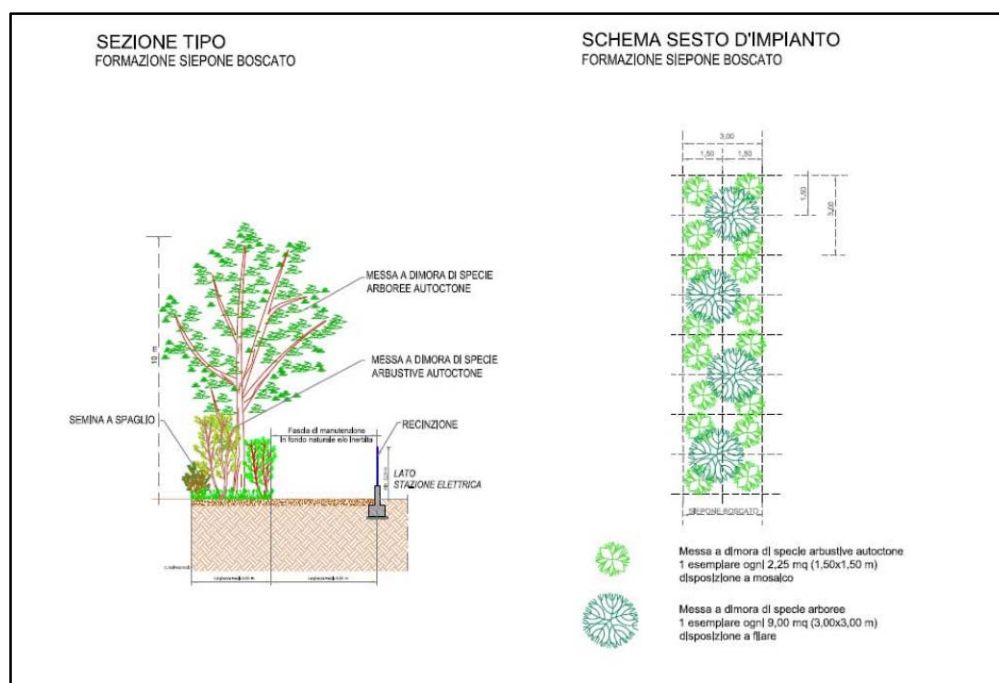 SEZIONE TIPO
FORMAZIONE SIEPONE BOSCATO
10 m
MESSA A DIMORA DI SPECIE
ARBOREE AUTOCTONE
MESSA A DIMORA DI SPECIE
ARBUSTIVE AUTOCTONE
SEMINA A SPAGLIO
Fascia di manutenzione
in fondo naturale e/o inertita
RECINZIONE
LATO
STAZIONE ELETTRICA
SCHEMA SESTO D'IMPIANTO
FORMAZIONE SIEPONE BOSCATO
3,00
1,50
1,50
1,50
3,00
SIEPONE BOSCATO
Messa a dimora di specie arbustive autoctone
1 esemplare ogni 2,25 mq (1,50x1,50 m)
disposizione a mosaico
Messa a dimora di specie arboree
1 esemplare ogni 9,00 mq (3,00x3,00 m)
disposizione a filare